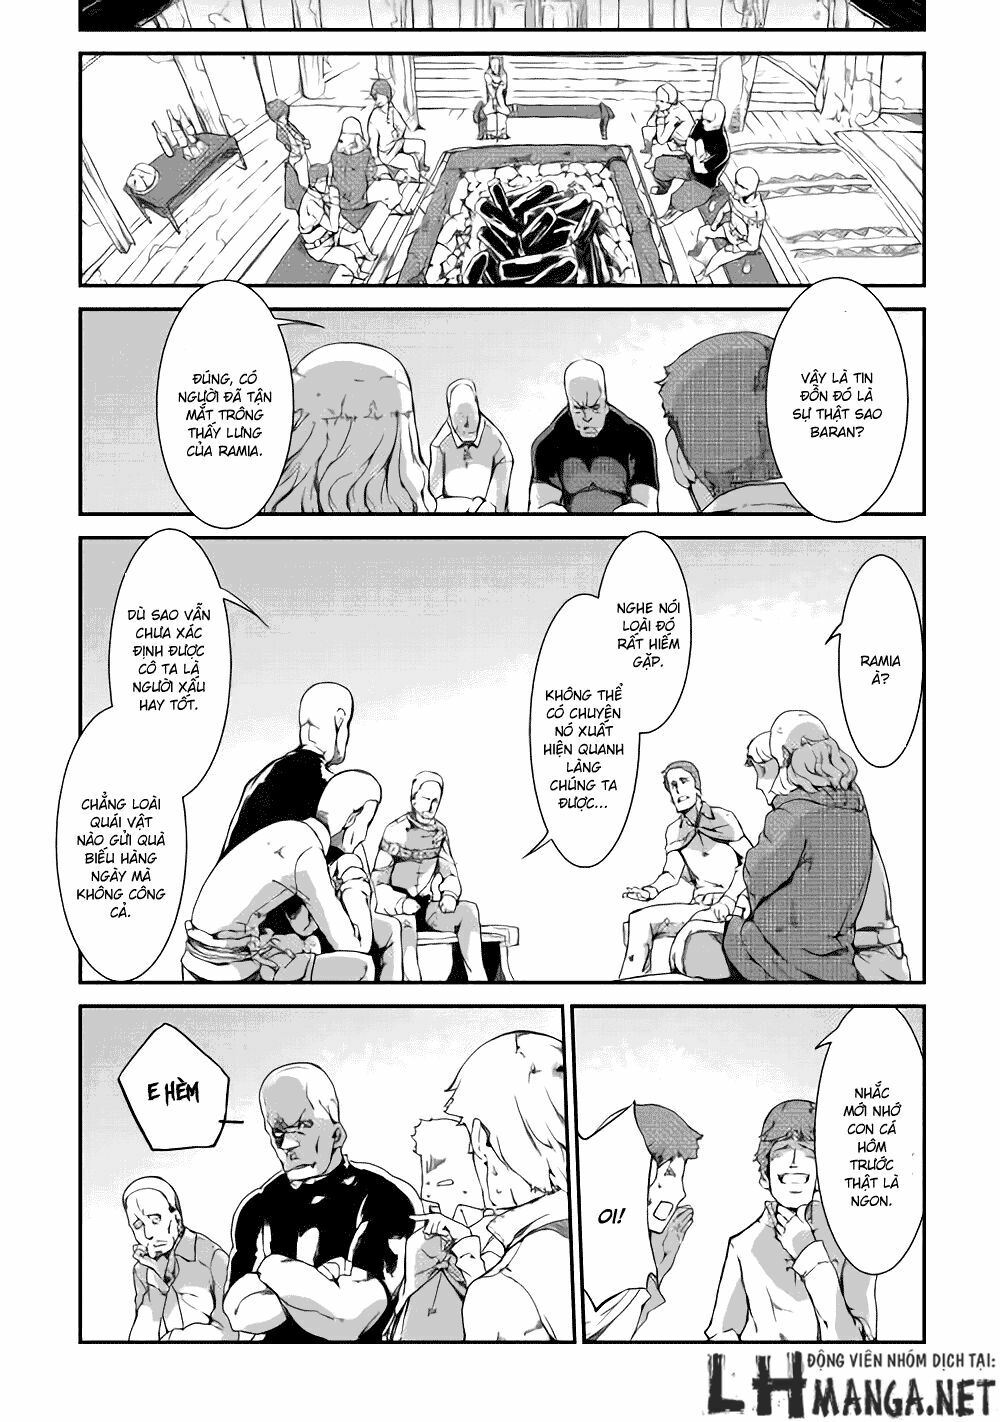 VẬY LÀ TIN
ĐỒN ĐÓ LÀ
SỰ THẬT SAO
BARAN?
ĐÚNG, CÓ
NGƯỜI ĐÃ TẬN
MẮT TRÔNG
THẤY LƯNG
CỦA RAMIA.
RAMIA
À?
NGHE NÓI
LOÀI ĐÓ
RẤT HIẾM
GẶP.
KHÔNG THỂ
CÓ CHUYỆN
NÓ XUẤT
HIỆN QUANH
LÀNG
CHÚNG TA
ĐƯỢC...
DÙ SAO VẪN
CHƯA XÁC
ĐỊNH ĐƯỢC
CÔ TA LÀ
NGƯỜI XẤU
HAY TỐT.
CHẲNG LOÀI
QUÁI VẬT
NÀO GỬI QUÀ
BIẾU HÀNG
NGÀY MÀ
KHÔNG CÔNG
CẢ.
NHẮC
MỚI NHỚ
CON CÁ
HÔM
TRƯỚC
THẬT LÀ
NGON.
OI!
E HÈM
ĐỘNG VIÊN NHÓM DỊCH TẠI:
LHMANGA.NET